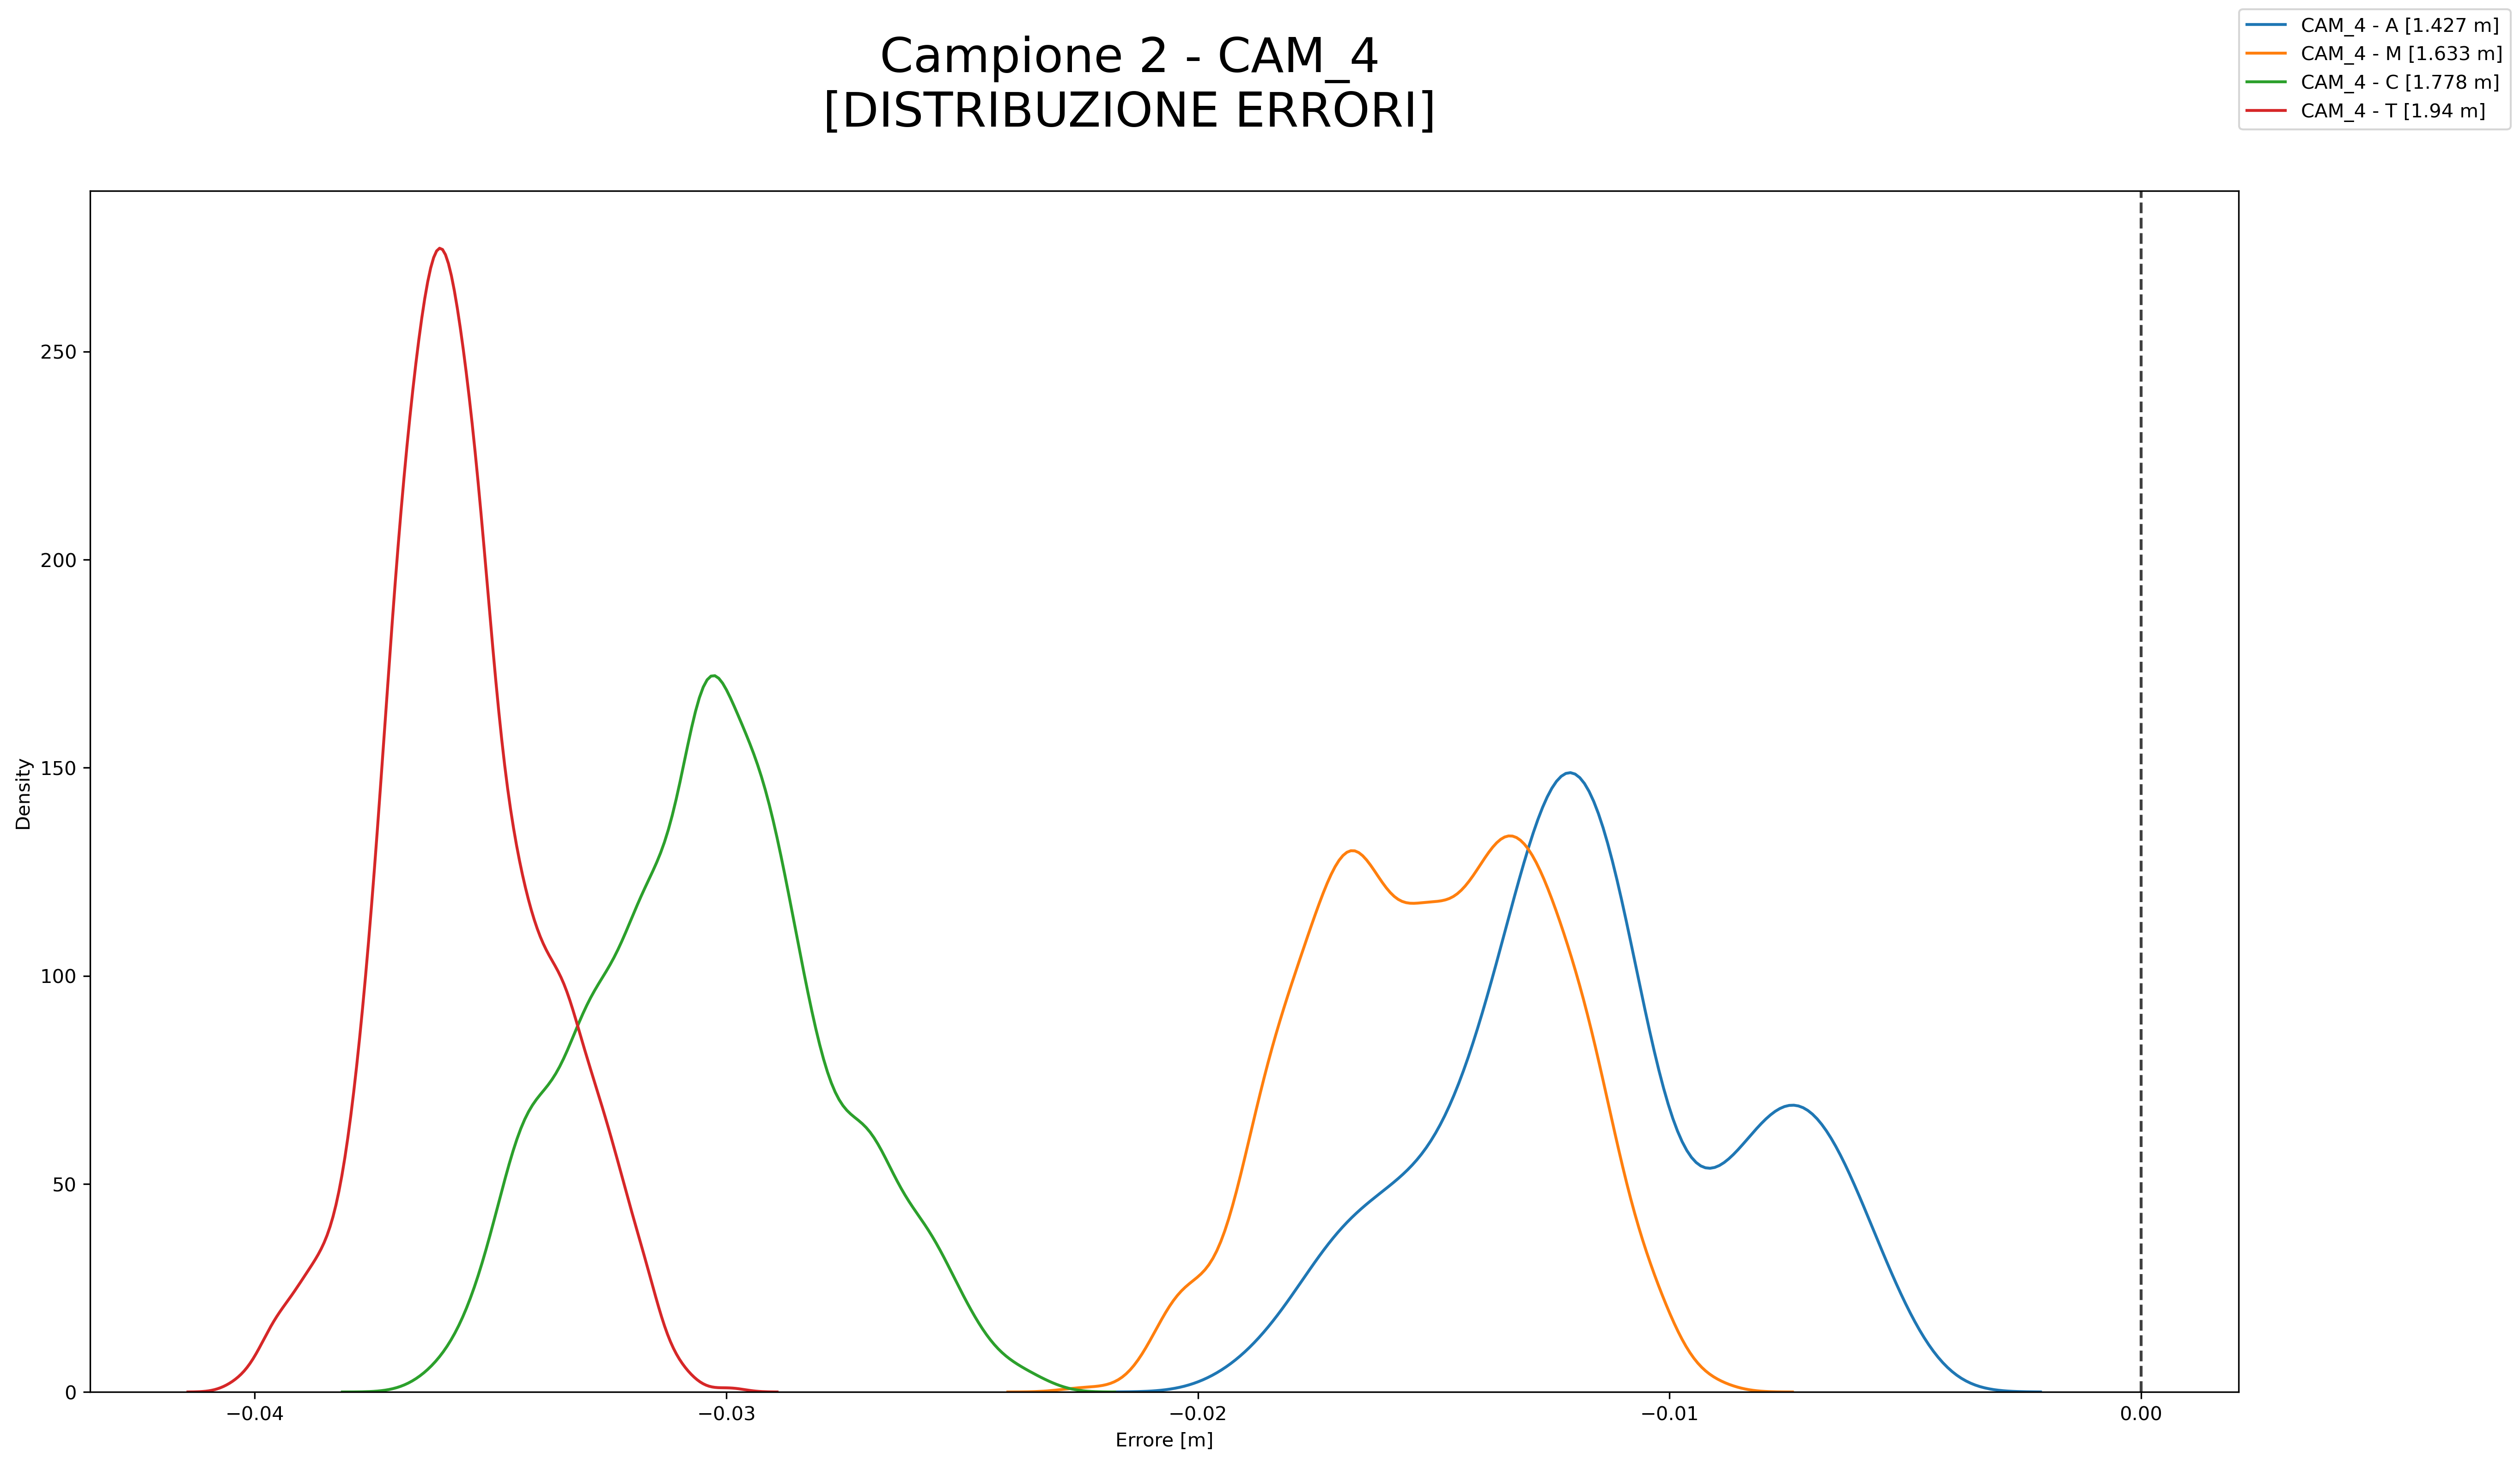 Campione 2 - CAM_4
[DISTRIBUZIONE ERRORI]
CAM_4 - A [1.427 m]
CAM_4 - M [1.633 m]
CAM_4 - C [1.778 m]
CAM_4 - T [1.94 m]
Density
250
200
150
100
50
0
−0.04
−0.03
−0.02
−0.01
0.00
Errore [m]